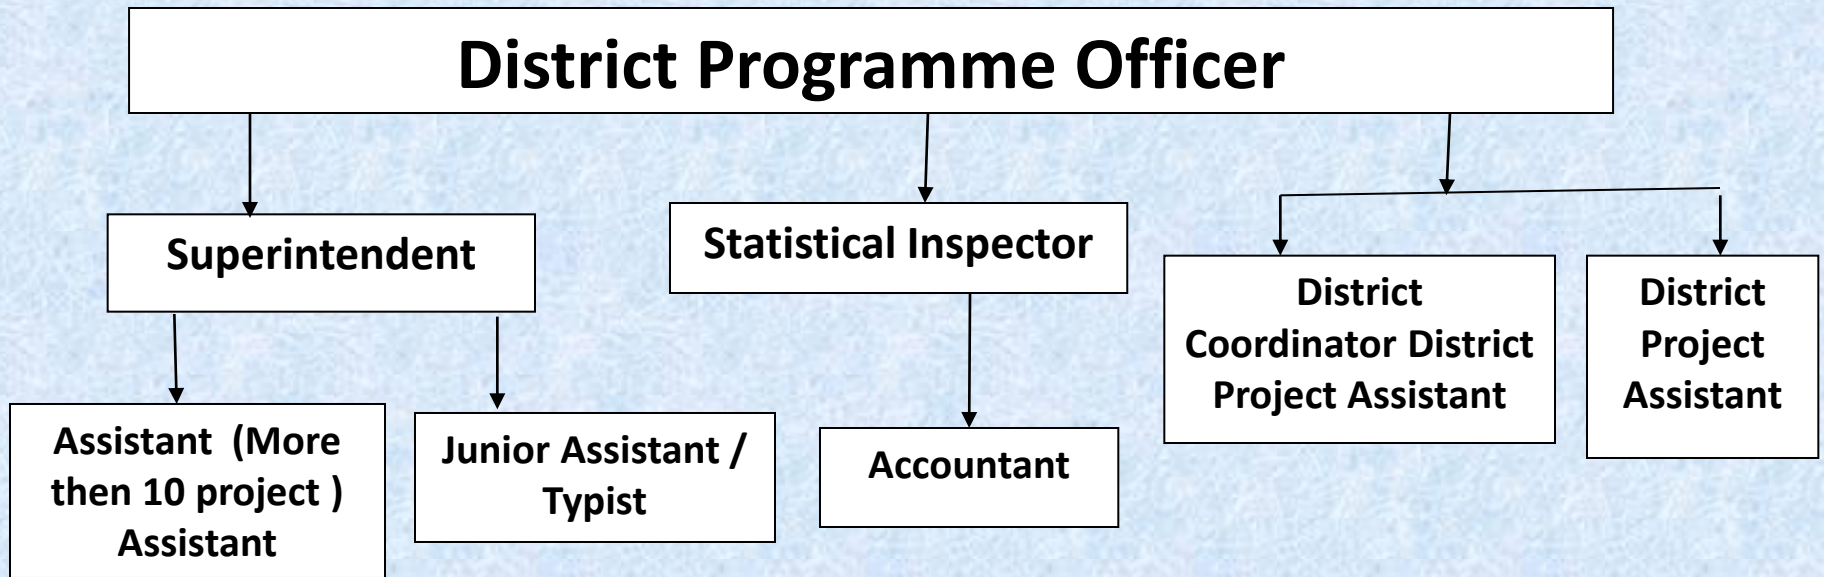 District Programme Officer
Superintendent
Statistical Inspector
District
Coordinator District
Project Assistant
District
Project
Assistant
Assistant (More
then 10 project )
Assistant
Junior Assistant /
Typist
Accountant